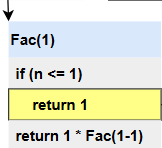 Fac(1)
if (n <= 1)
return 1
return 1 * Fac(1-1)